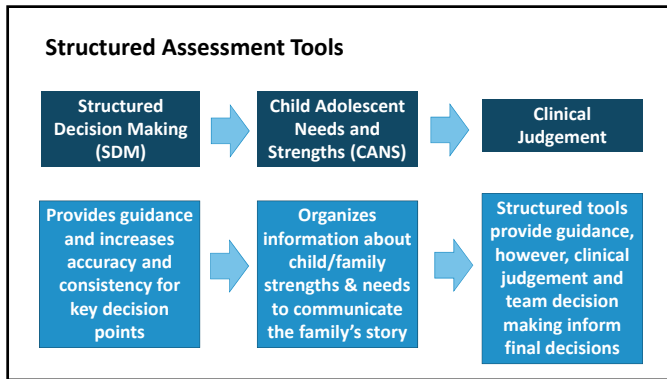 Structured Assessment Tools
Structured
Decision Making
(SDM)
Child Adolescent
Needs and
Strengths (CANS)
Clinical
Judgement
Provides guidance
and increases
accuracy and
consistency for
key decision
points
Organizes
information about
child/family
strengths & needs
to communicate
the family's story
Structured tools
provide guidance,
however, clinical
judgement and
team decision
making inform
final decisions